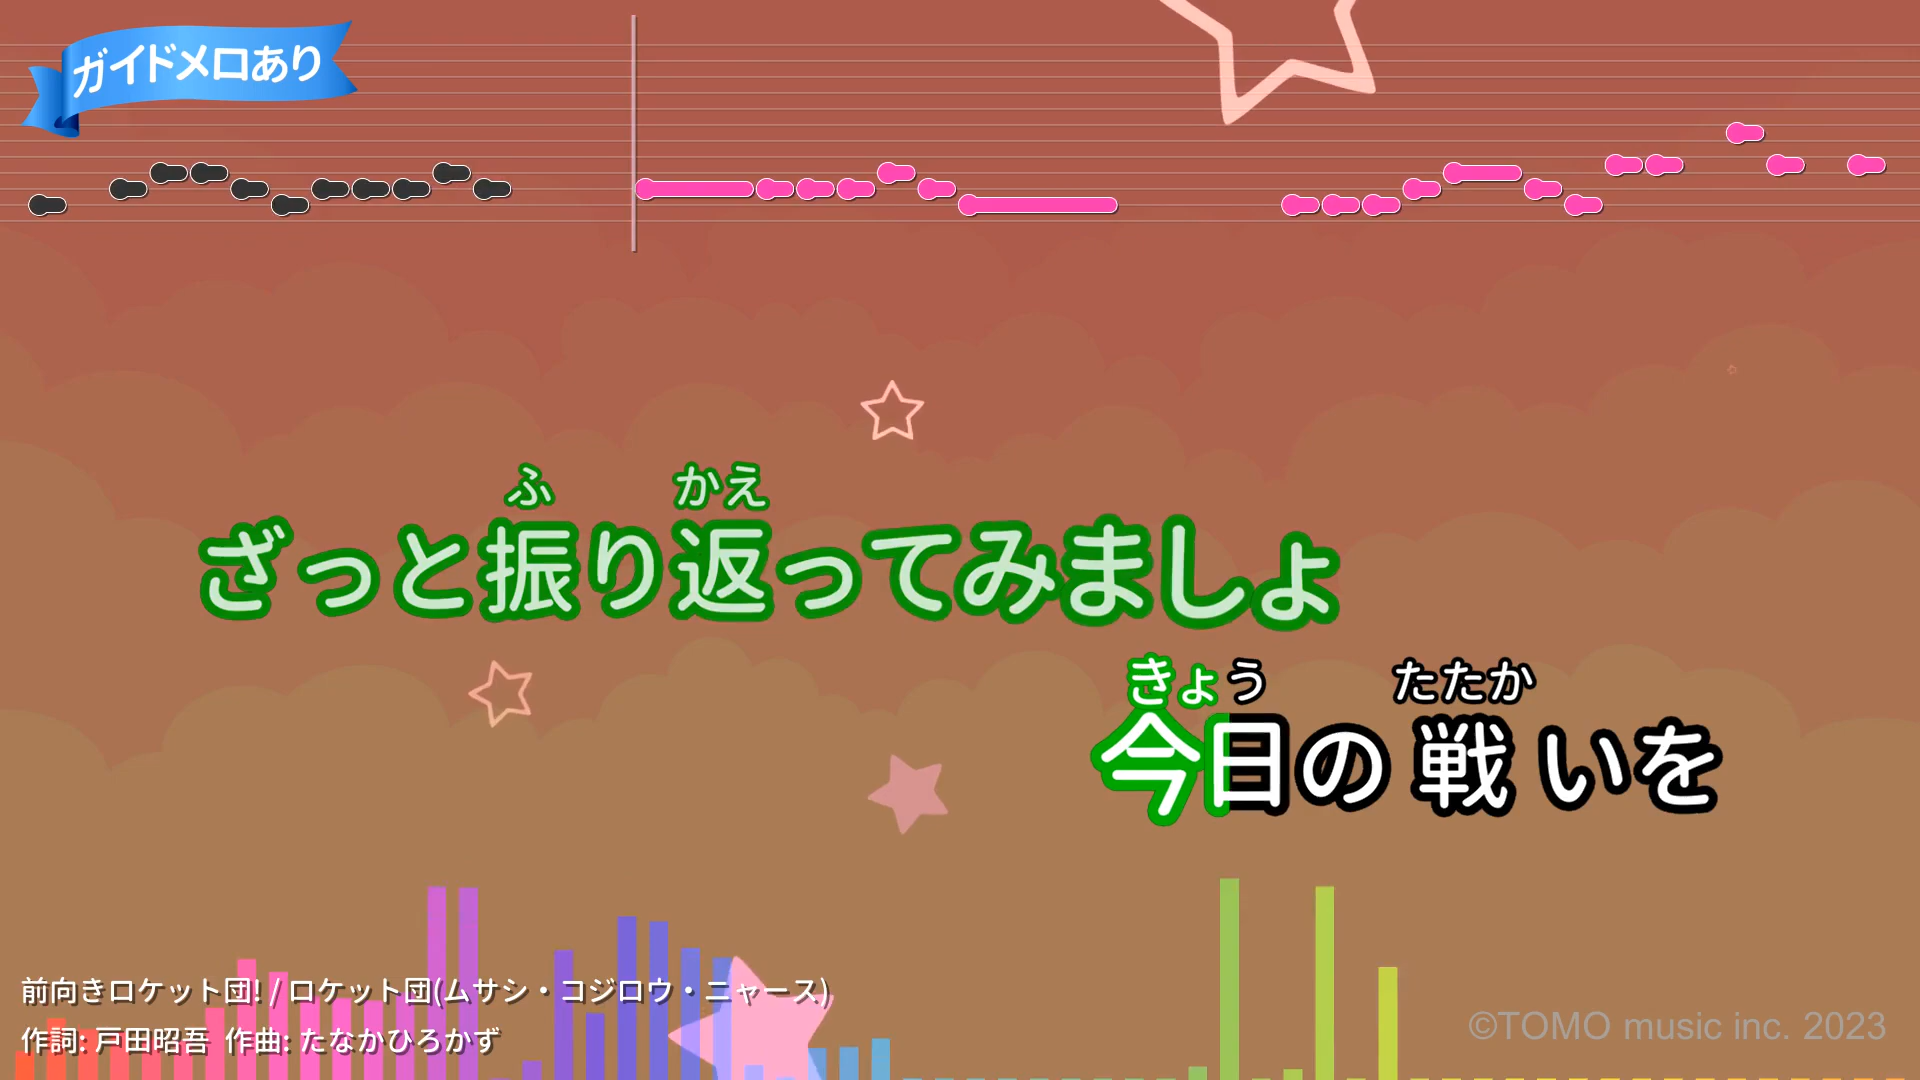 ガイドメロあり
ふ かえ
ざっと振り返ってみましょ
きょう たたか
今日の戦いを
前向きロケット団! / ロケット団(ムサシ・コジロウ・ニャース)
作詞: 戸田昭吾 作曲: たなかひろかず
©TOMO music inc. 2023